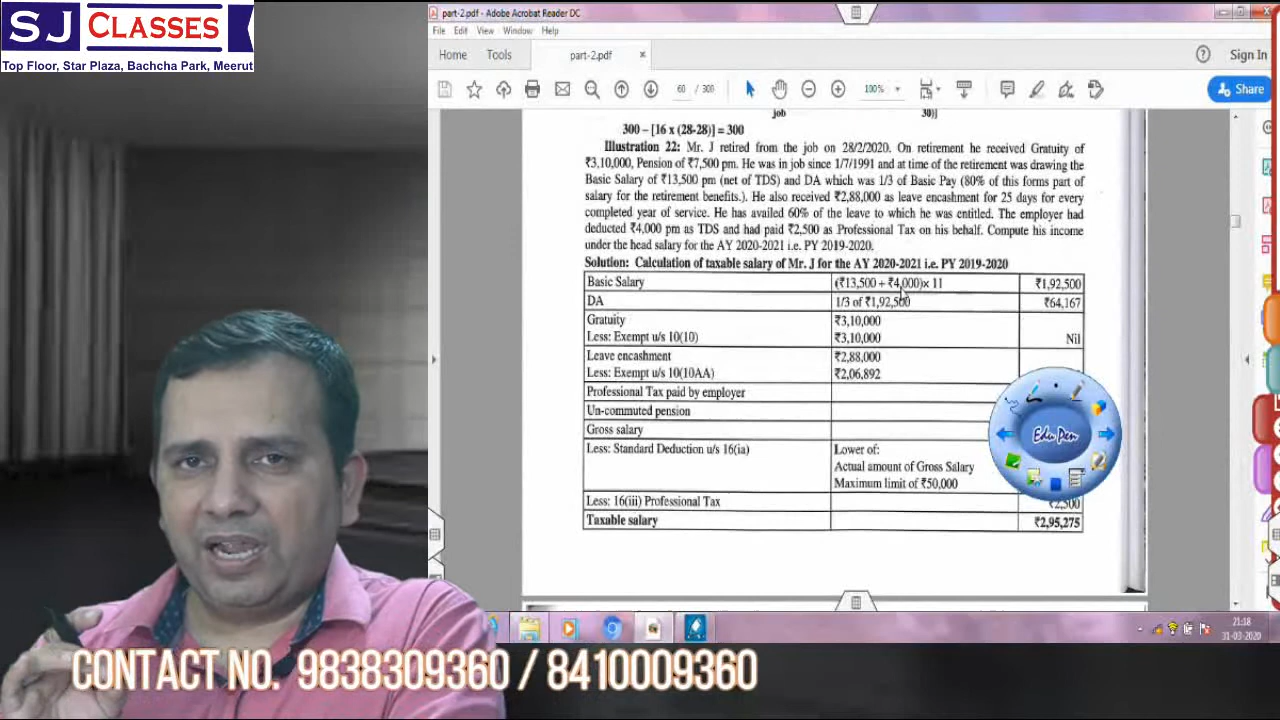 SJ CLASSES
Top Floor, Star Plaza, Bachcha Park, Meerut
part-2.pdf - Adobe Acrobat Reader DC
File Edit View Window Help
Home Tools part-2.pdf × ? Sign In
60 / 300 100% Share
job 30)]
300 – [16 x (28-28)] = 300
Illustration 22: Mr. J retired from the job on 28/2/2020. On retirement he received Gratuity of
₹3,10,000, Pension of ₹7,500 pm. He was in job since 1/7/1991 and at time of the retirement was drawing the
Basic Salary of ₹13,500 pm (net of TDS) and DA which was 1/3 of Basic Pay (80% of this forms part of
salary for the retirement benefits.). He also received ₹2,88,000 as leave encashment for 25 days for every
completed year of service. He has availed 60% of the leave to which he was entitled. The employer had
deducted ₹4,000 pm as TDS and had paid ₹2,500 as Professional Tax on his behalf. Compute his income
under the head salary for the AY 2020-2021 i.e. PY 2019-2020.
Solution: Calculation of taxable salary of Mr. J for the AY 2020-2021 i.e. PY 2019-2020
Basic Salary (₹13,500 + ₹4,000)x 11 ₹1,92,500
DA 1/3 of ₹1,92,500 ₹64,167
Gratuity ₹3,10,000
Less: Exempt u/s 10(10) ₹3,10,000 Nil
Leave encashment ₹2,88,000
Less: Exempt u/s 10(10AA) ₹2,06,892
Professional Tax paid by employer
Un-commuted pension
Gross salary
Less: Standard Deduction u/s 16(ia) Lower of:
Actual amount of Gross Salary
Maximum limit of ₹50,000
Less: 16(iii) Professional Tax ₹2,500
Taxable salary ₹2,95,275
Edu Pen
21:18
31-03-2020
CONTACT NO. 9838309360 / 8410009360